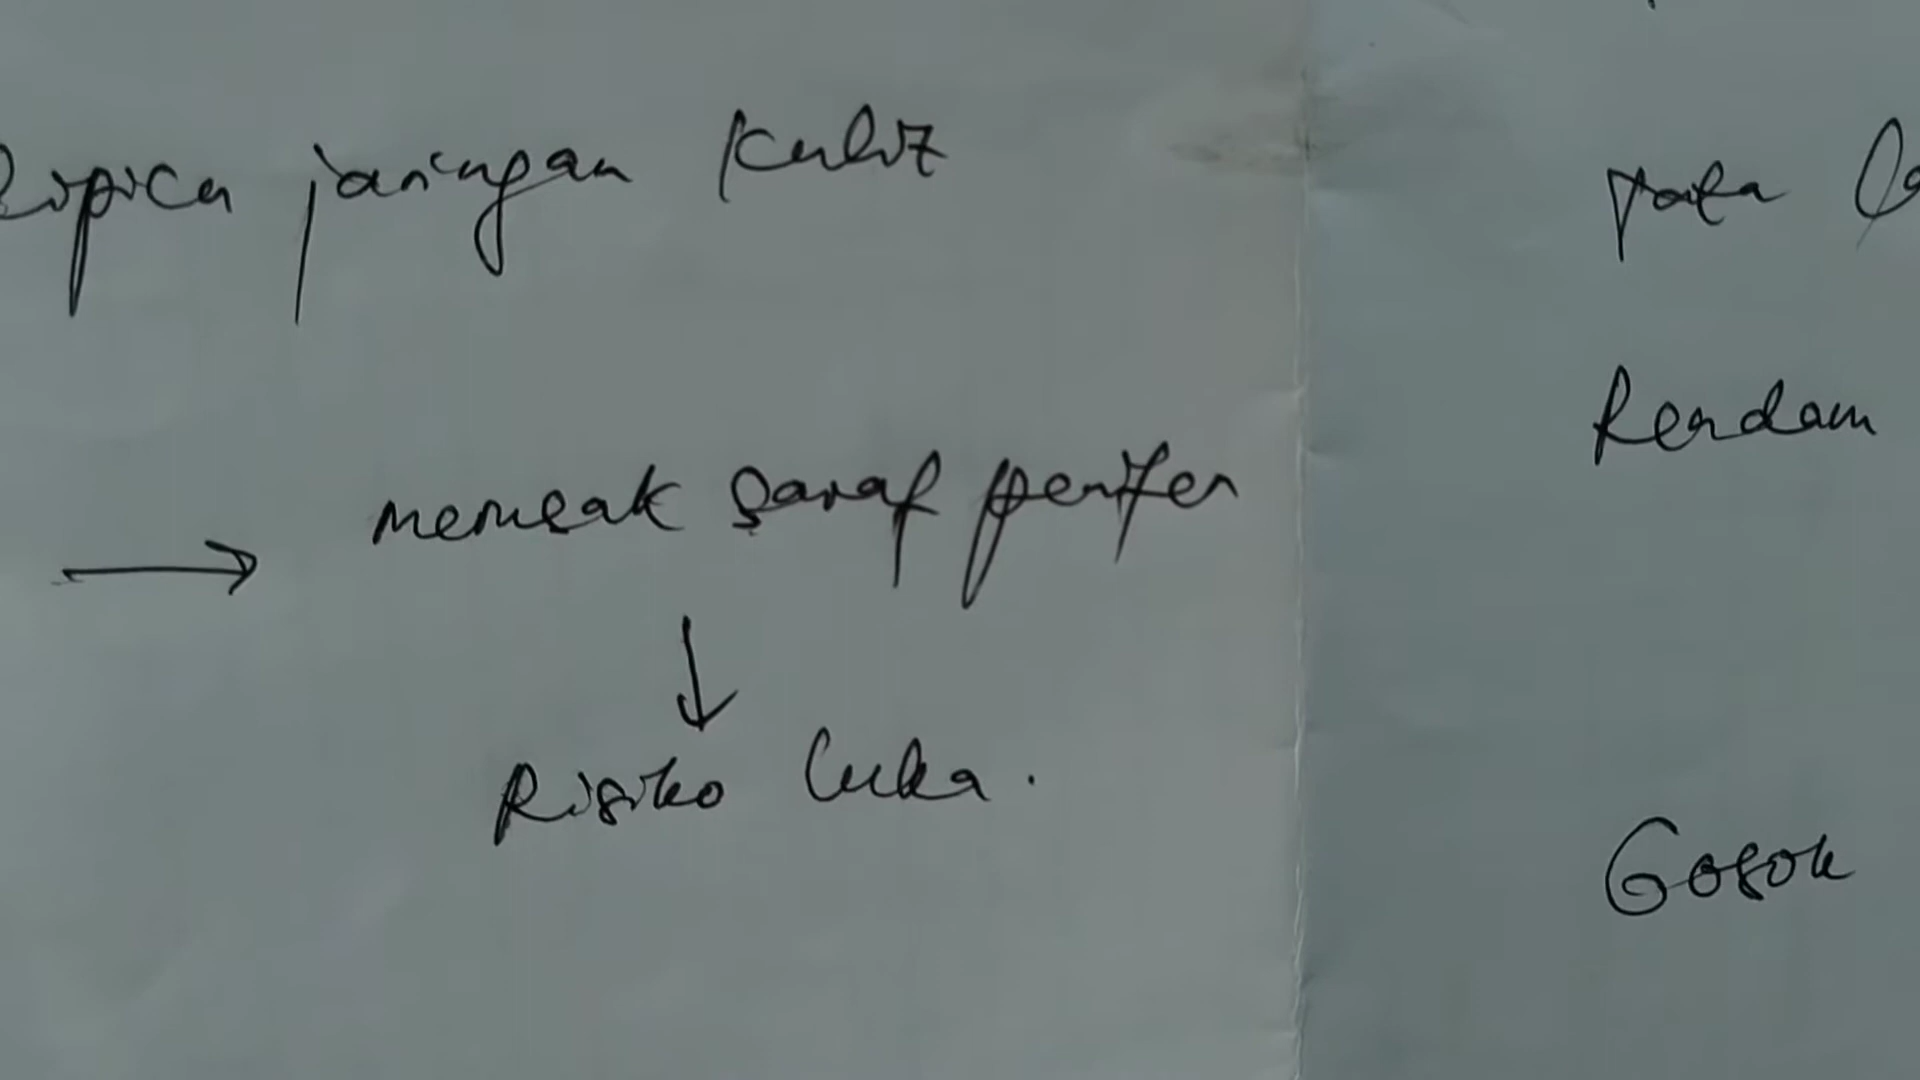 jaringan kulit
merusak saraf perifer
Risiko luka.
Rendam
Gosok